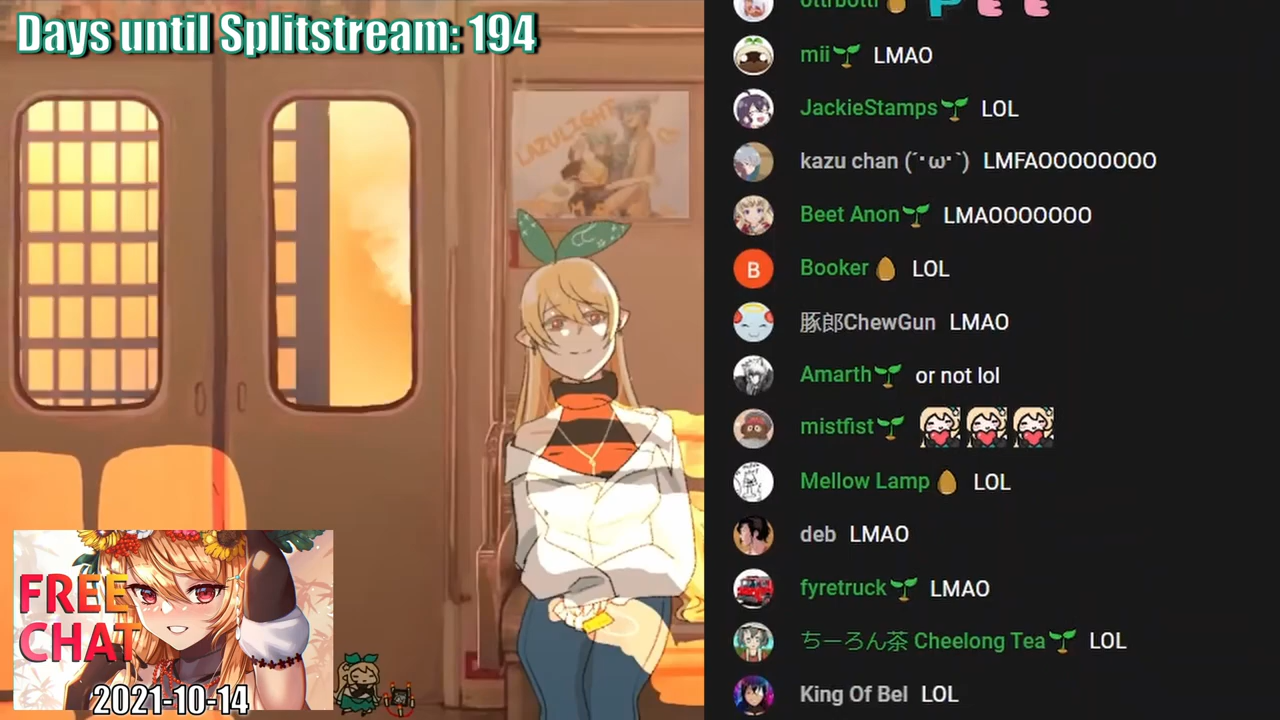 Days until Splitstream: 194
LAZULIGHT
FREE
CHAT
2021-10-14
ottrbotti
mii LMAO
JackieStamps LOL
kazu chan (´･ω･`) LMFAOOOOOOOO
Beet Anon LMAOOOOOOO
B Booker LOL
豚郎ChewGun LMAO
Amarth or not lol
mistfist
Mellow Lamp LOL
deb LMAO
fyretruck LMAO
ちーろん茶 Cheelong Tea LOL
King Of Bel LOL